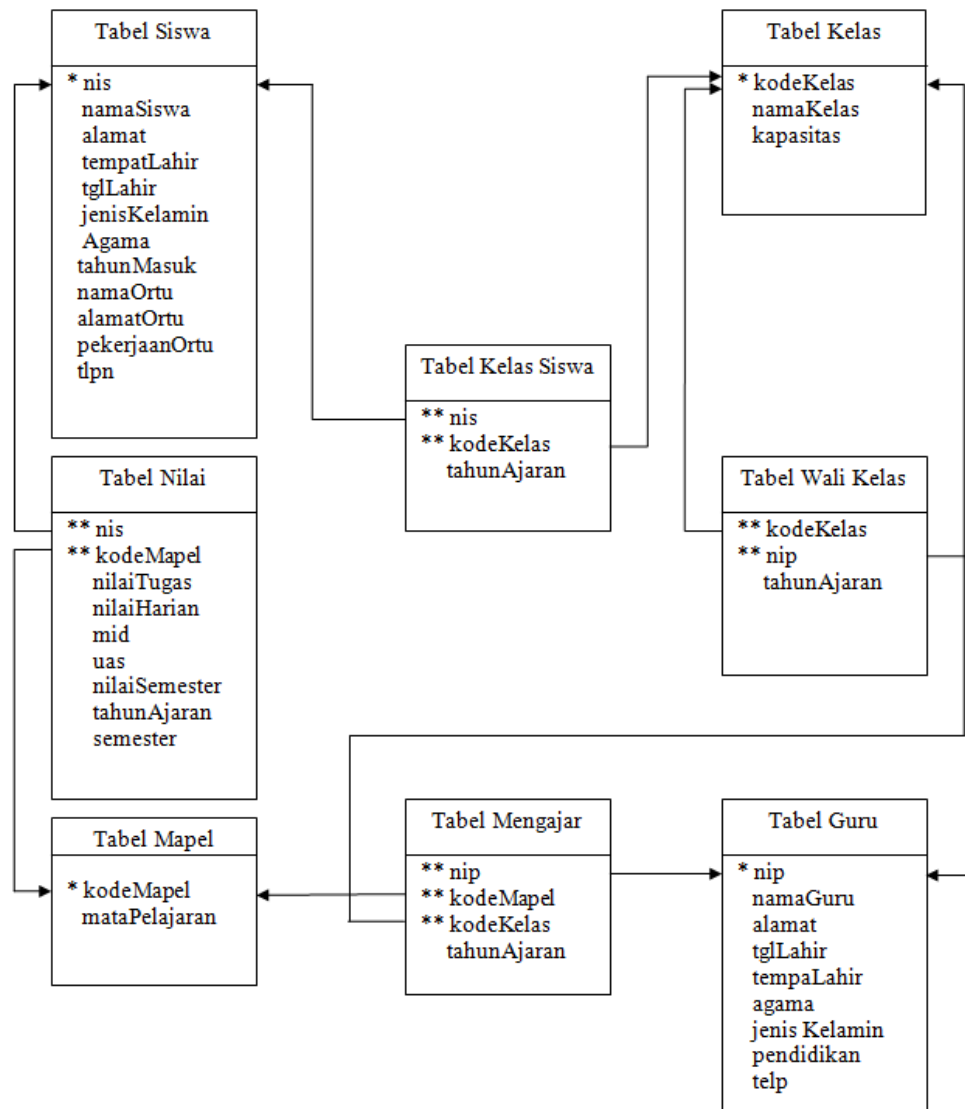 Tabel Siswa
* nis
namaSiswa
alamat
tempatLahir
tglLahir
jenisKelamin
Agama
tahunMasuk
namaOrtu
alamatOrtu
pekerjaanOrtu
tlpn
Tabel Kelas
* kodeKelas
namaKelas
kapasitas
Tabel Kelas Siswa
** nis
** kodeKelas
tahunAjaran
Tabel Nilai
** nis
** kodeMapel
nilaiTugas
nilaiHarian
mid
uas
nilaiSemester
tahunAjaran
semester
Tabel Wali Kelas
** kodeKelas
** nip
tahunAjaran
Tabel Mapel
* kodeMapel
mataPelajaran
Tabel Mengajar
** nip
** kodeMapel
** kodeKelas
tahunAjaran
Tabel Guru
* nip
namaGuru
alamat
tglLahir
tempaLahir
agama
jenis Kelamin
pendidikan
telp